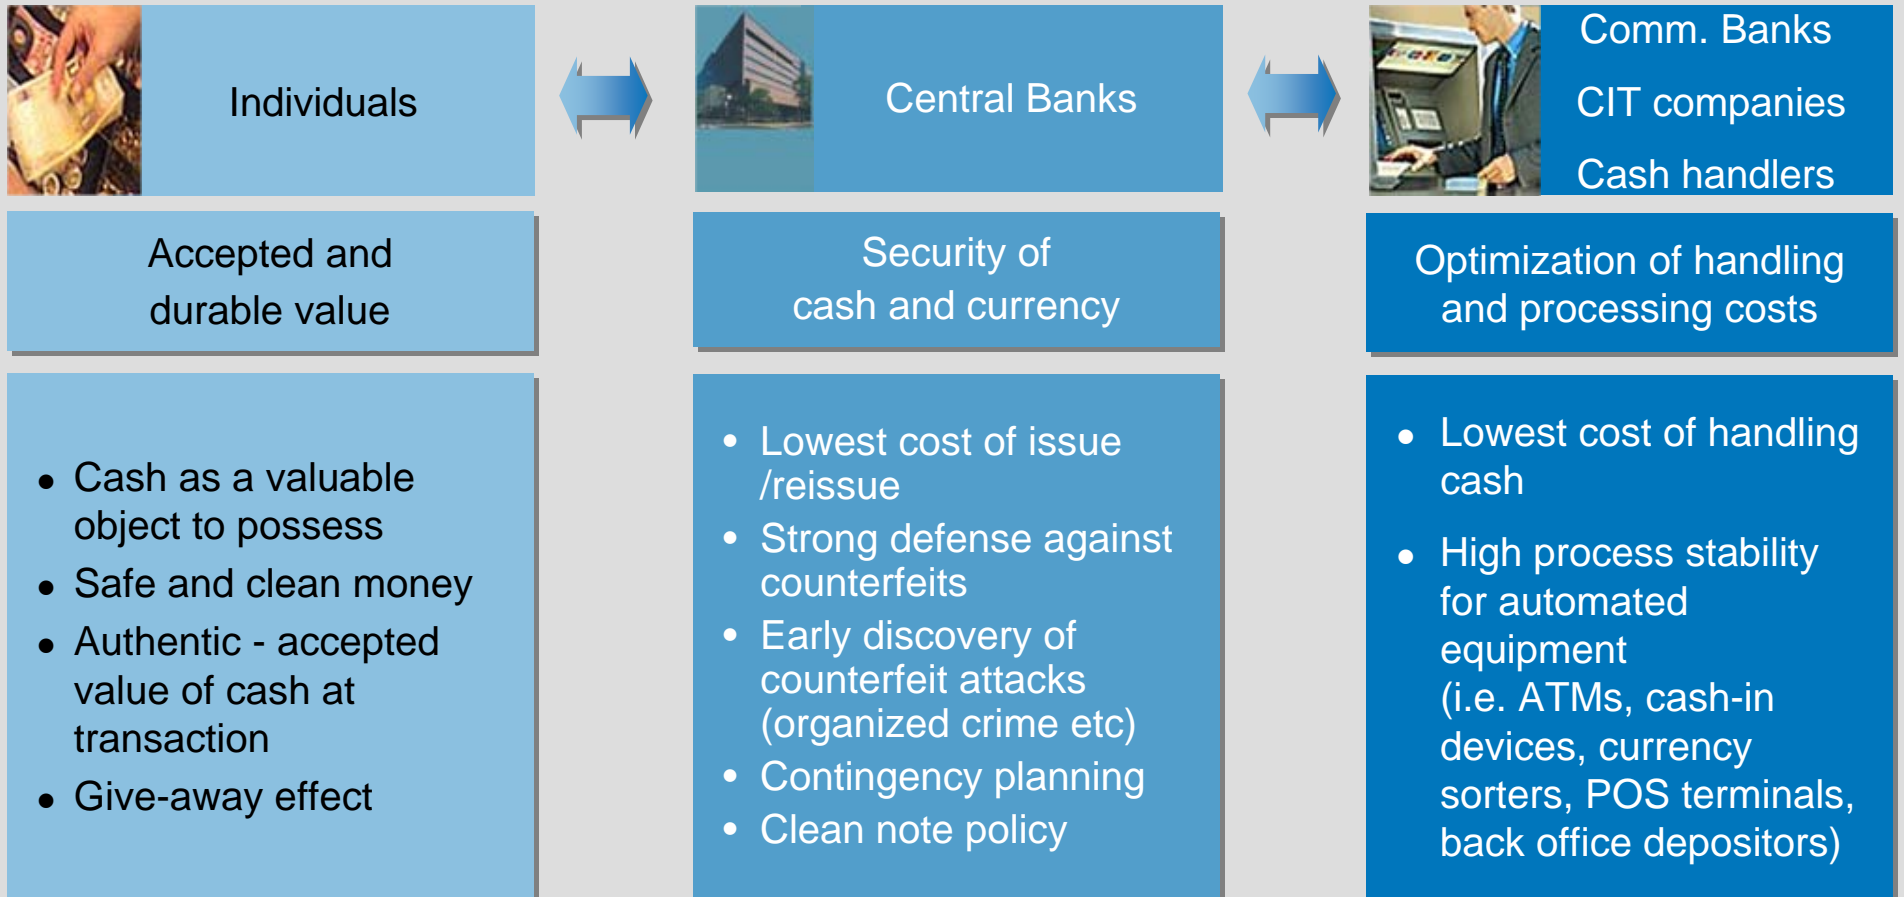 Individuals
Accepted and
durable value
● Cash as a valuable
object to possess
● Safe and clean money
● Authentic - accepted
value of cash at
transaction
● Give-away effect
Central Banks
Security of
cash and currency
• Lowest cost of issue
/reissue
• Strong defense against
counterfeits
• Early discovery of
counterfeit attacks
(organized crime etc)
• Contingency planning
• Clean note policy
Comm. Banks
CIT companies
Cash handlers
Optimization of handling
and processing costs
● Lowest cost of handling
cash
● High process stability
for automated
equipment
(i.e. ATMs, cash-in
devices, currency
sorters, POS terminals,
back office depositors)